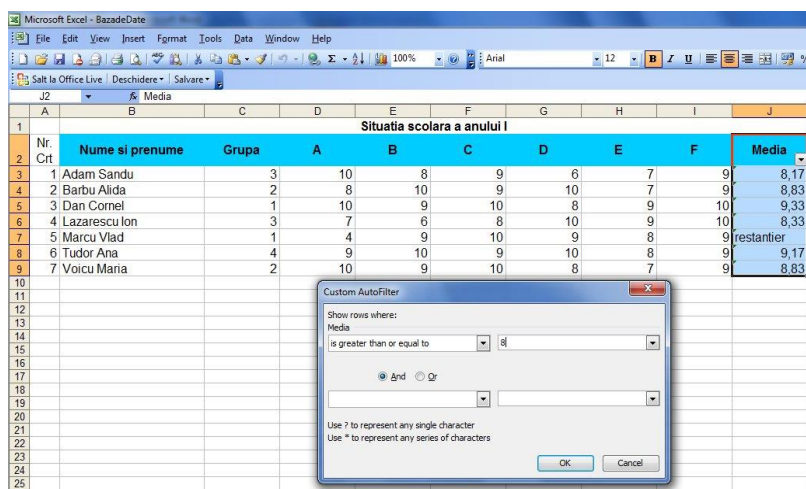 Microsoft Excel - BazadeDate
File Edit View Insert Format Tools Data Window Help
100% Arial 12 B I U
Salt la Office Live Deschidere Salvare
J2 fx Media
A B C D E F G H I J
1 Situatia scolara a anului I
2 Nr. Crt Nume si prenume Grupa A B C D E F Media
3 1 Adam Sandu 3 10 8 9 6 7 9 8,17
4 2 Barbu Alida 2 8 10 9 10 7 9 8,83
5 3 Dan Cornel 1 10 9 10 8 9 10 9,33
6 4 Lazarescu Ion 3 7 6 8 10 9 10 8,33
7 5 Marcu Vlad 1 4 9 10 9 8 9 restantier
8 6 Tudor Ana 4 9 10 9 10 8 9 9,17
9 7 Voicu Maria 2 10 9 10 8 7 9 8,83
10
11 Custom AutoFilter
12 Show rows where:
13 Media
14 is greater than or equal to 8
15
16
17 And Or
18
19
20
21 Use ? to represent any single character
22 Use * to represent any series of characters
23
24 OK Cancel
25